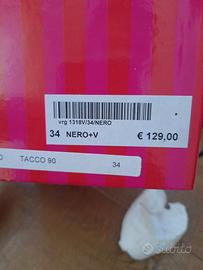 vrg 1318V/34/NERO
34 NERO+V € 129,00
TACCO 90 34
subito